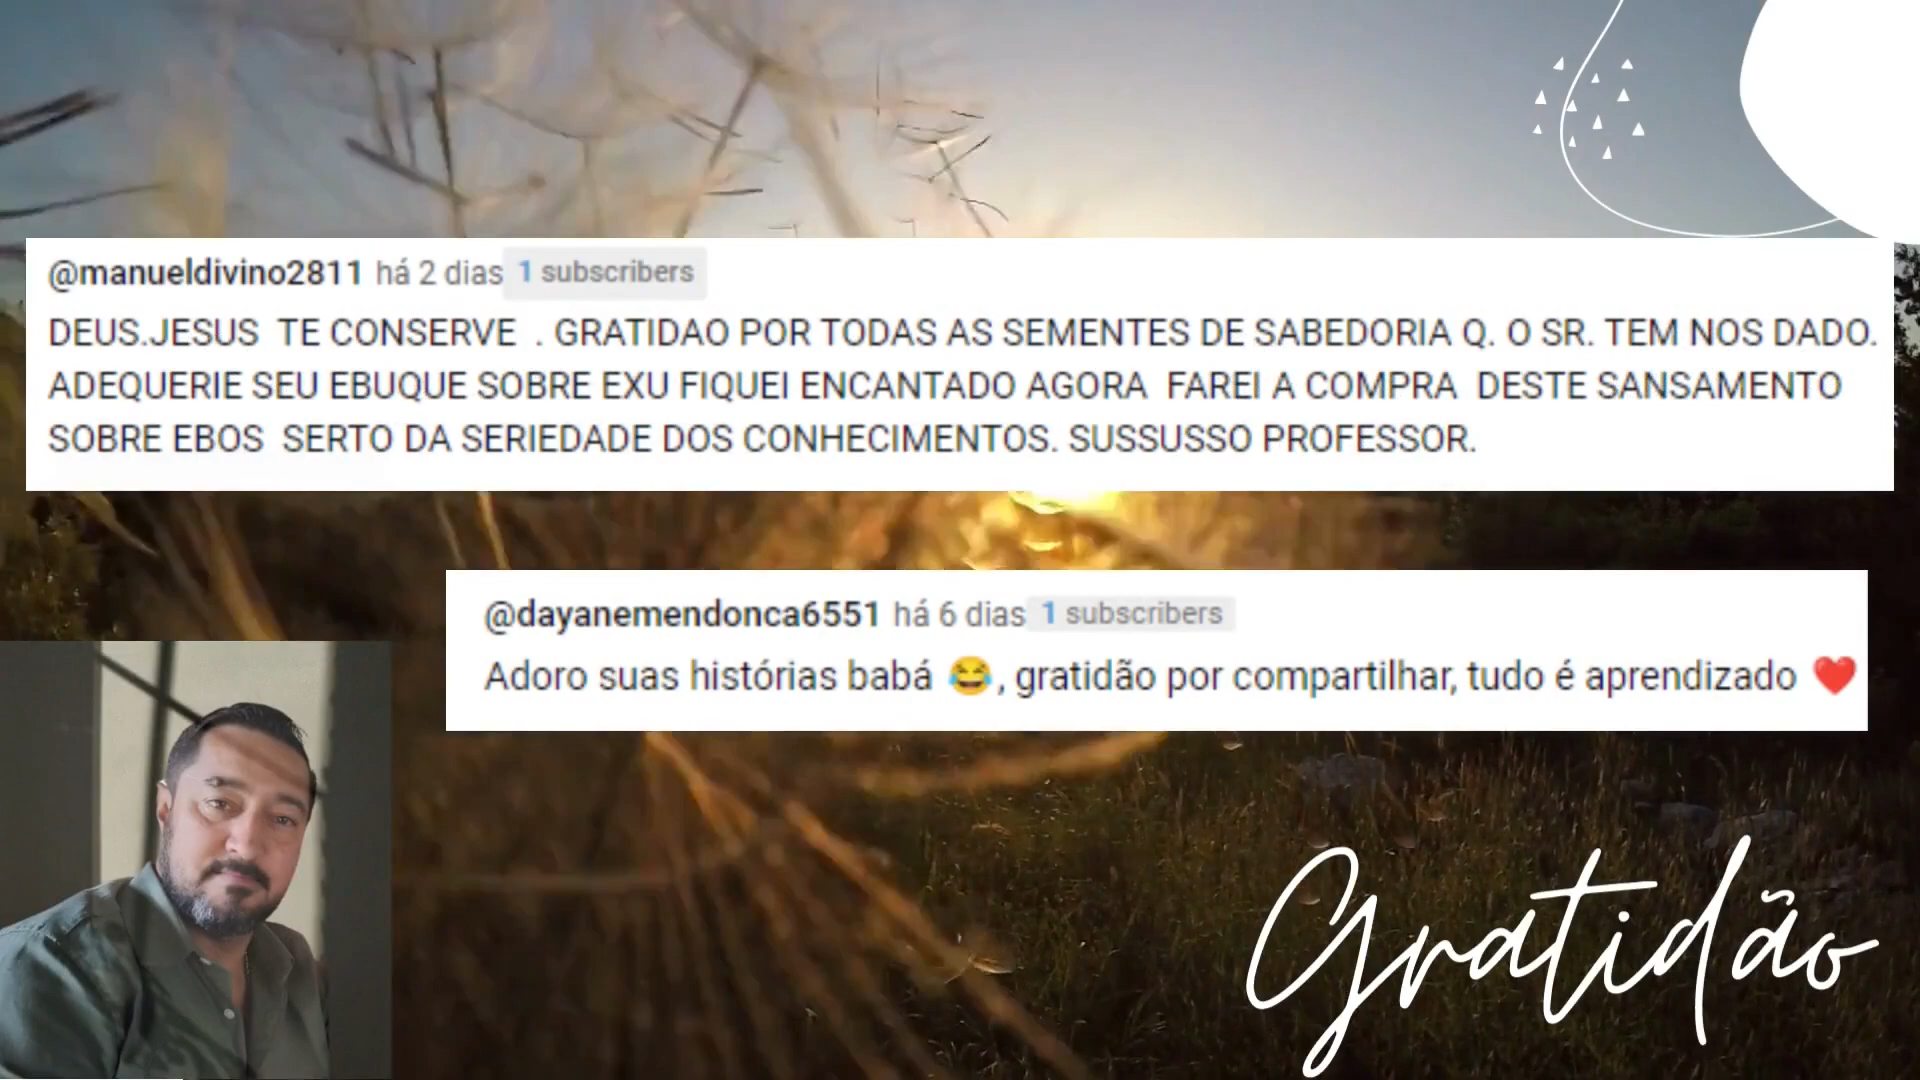 @manueldivino2811 há 2 dias 1 subscribers
DEUS.JESUS TE CONSERVE . GRATIDAO POR TODAS AS SEMENTES DE SABEDORIA Q. O SR. TEM NOS DADO.
ADEQUERIE SEU EBUQUE SOBRE EXU FIQUEI ENCANTADO AGORA FAREI A COMPRA DESTE SANSAMENTO
SOBRE EBOS SERTO DA SERIEDADE DOS CONHECIMENTOS. SUSSUSSO PROFESSOR.
@dayanemendonca6551 há 6 dias 1 subscribers
Adoro suas histórias babá 😂, gratidão por compartilhar, tudo é aprendizado ❤️
Gratidão